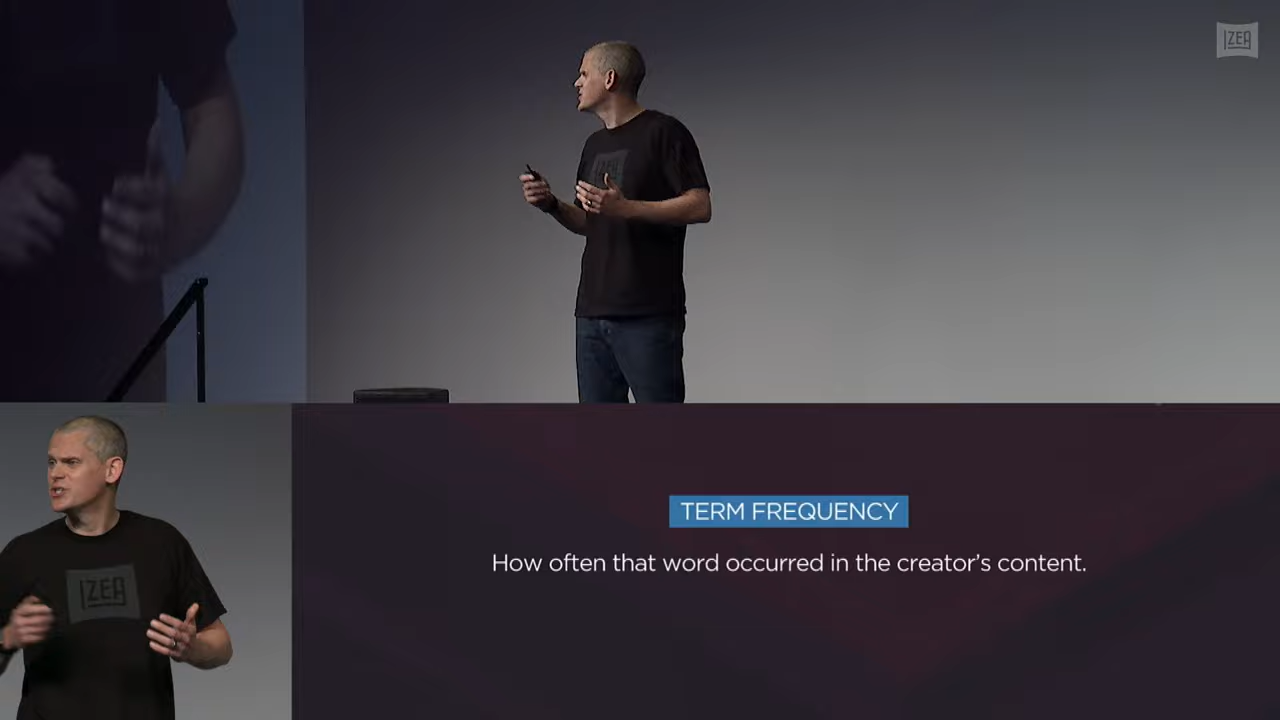 IZEA
IZEA
TERM FREQUENCY
How often that word occurred in the creator's content.
IZEA